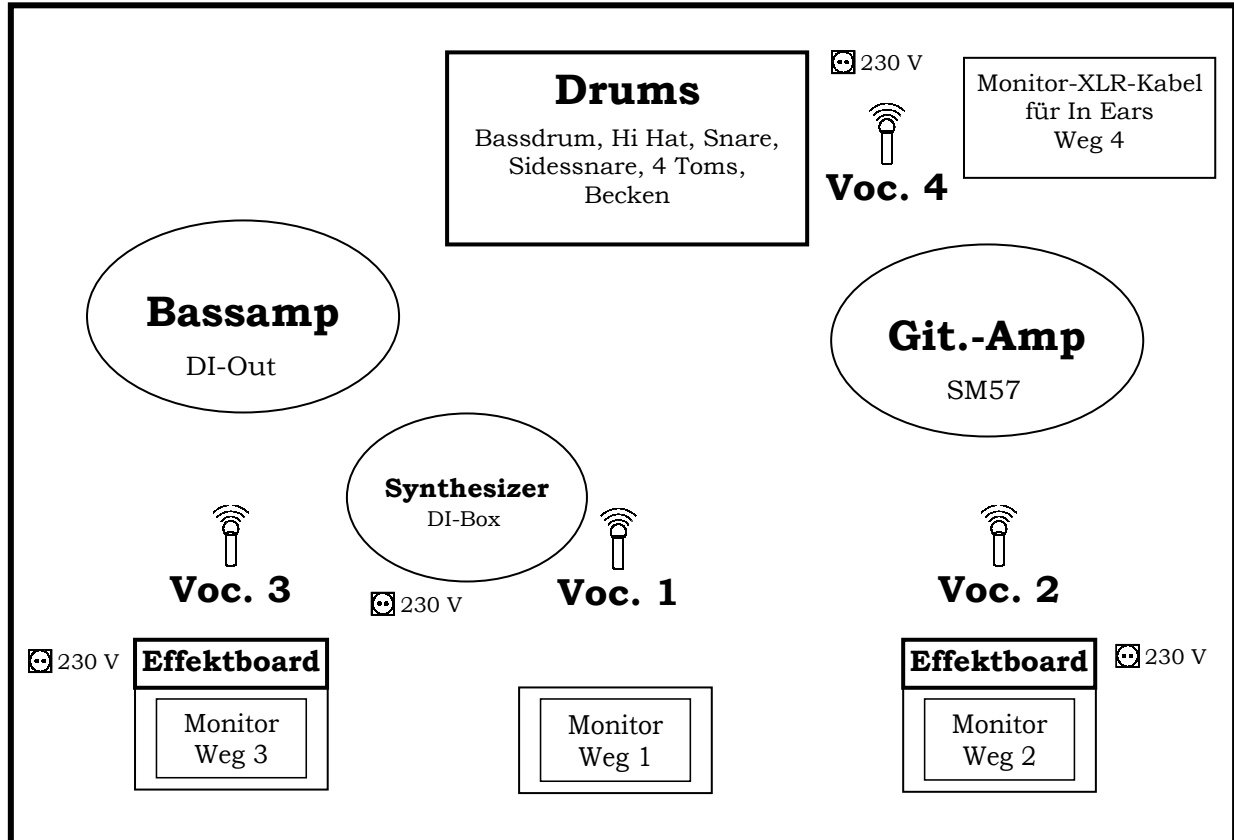 Drums
Bassdrum, Hi Hat, Snare,
Sidessnare, 4 Toms,
Becken
230 V
Voc. 4
Monitor-XLR-Kabel
für In Ears
Weg 4
Bassamp
DI-Out
Git.-Amp
SM57
Synthesizer
DI-Box
Voc. 3
230 V
Voc. 1
Voc. 2
230 V
Effektboard
Monitor
Weg 3
Monitor
Weg 1
Effektboard
230 V
Monitor
Weg 2